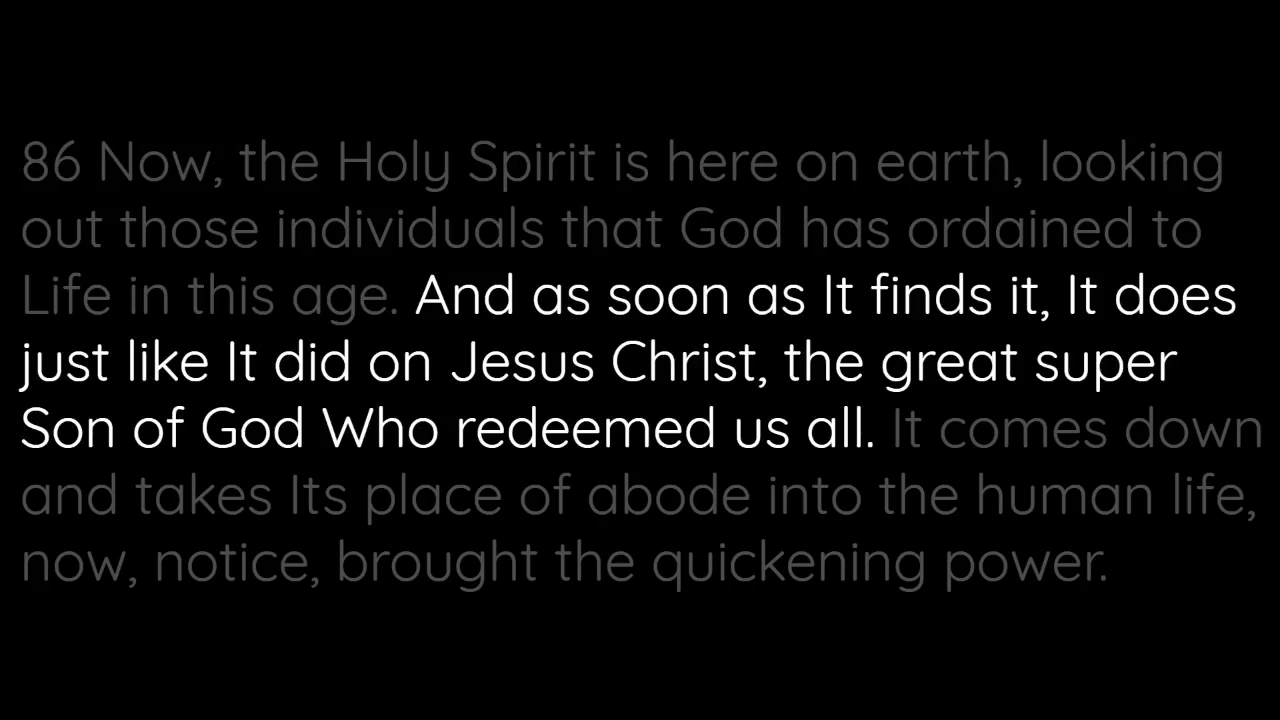 86 Now, the Holy Spirit is here on earth, looking
out those individuals that God has ordained to
Life in this age. And as soon as It finds it, It does
just like It did on Jesus Christ, the great super
Son of God Who redeemed us all. It comes down
and takes Its place of abode into the human life,
now, notice, brought the quickening power.